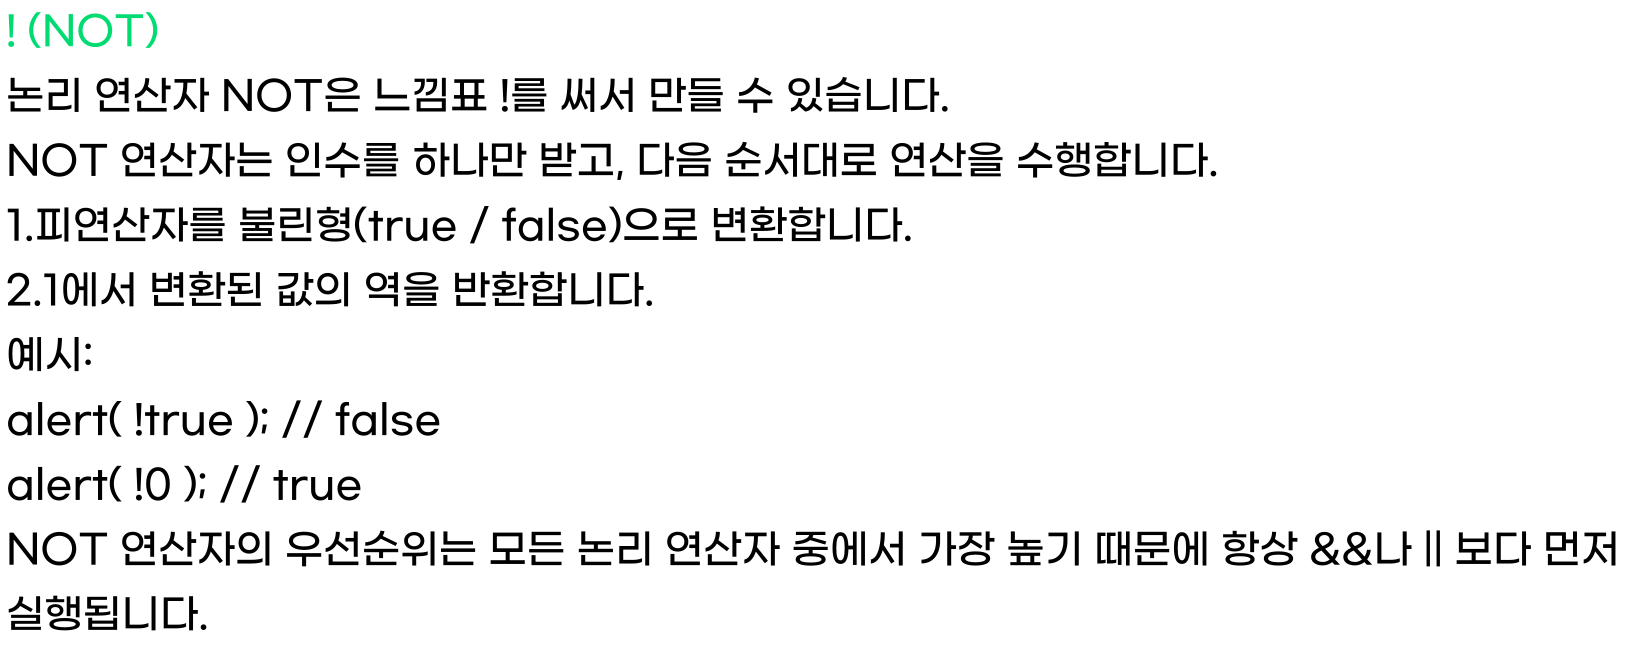 ! (NOT)
논리 연산자 NOT은 느낌표 !를 써서 만들 수 있습니다.
NOT 연산자는 인수를 하나만 받고, 다음 순서대로 연산을 수행합니다.
1.피연산자를 불린형(true / false)으로 변환합니다.
2.1에서 변환된 값의 역을 반환합니다.
예시:
alert( !true ); // false
alert( !0 ); // true
NOT 연산자의 우선순위는 모든 논리 연산자 중에서 가장 높기 때문에 항상 &&나 || 보다 먼저
실행됩니다.